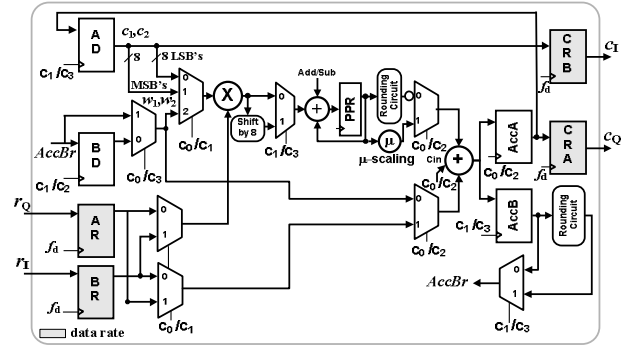 A
D
c1,c2
8
8 LSB's
C1/C3
MSB's
w1,w2
0
1
2
C0/C1
X
Shift
by 8
0
1
C1/C3
Add/Sub
+
PPR
Rounding
Circuit
μ
μ-scaling
0
1
C0/C2
Cin
C0/C2
+
AccA
C0/C2
AccB
C1/C3
C
R
B
fd
cI
C
R
A
fd
cQ
Rounding
Circuit
AccBr
B
D
C1/C2
1
0
C0/C3
rQ
A
R
fd
rI
B
R
fd
0
1
0
1
C0/C1
0
1
C0/C2
AccBr
0
1
C1/C3
data rate